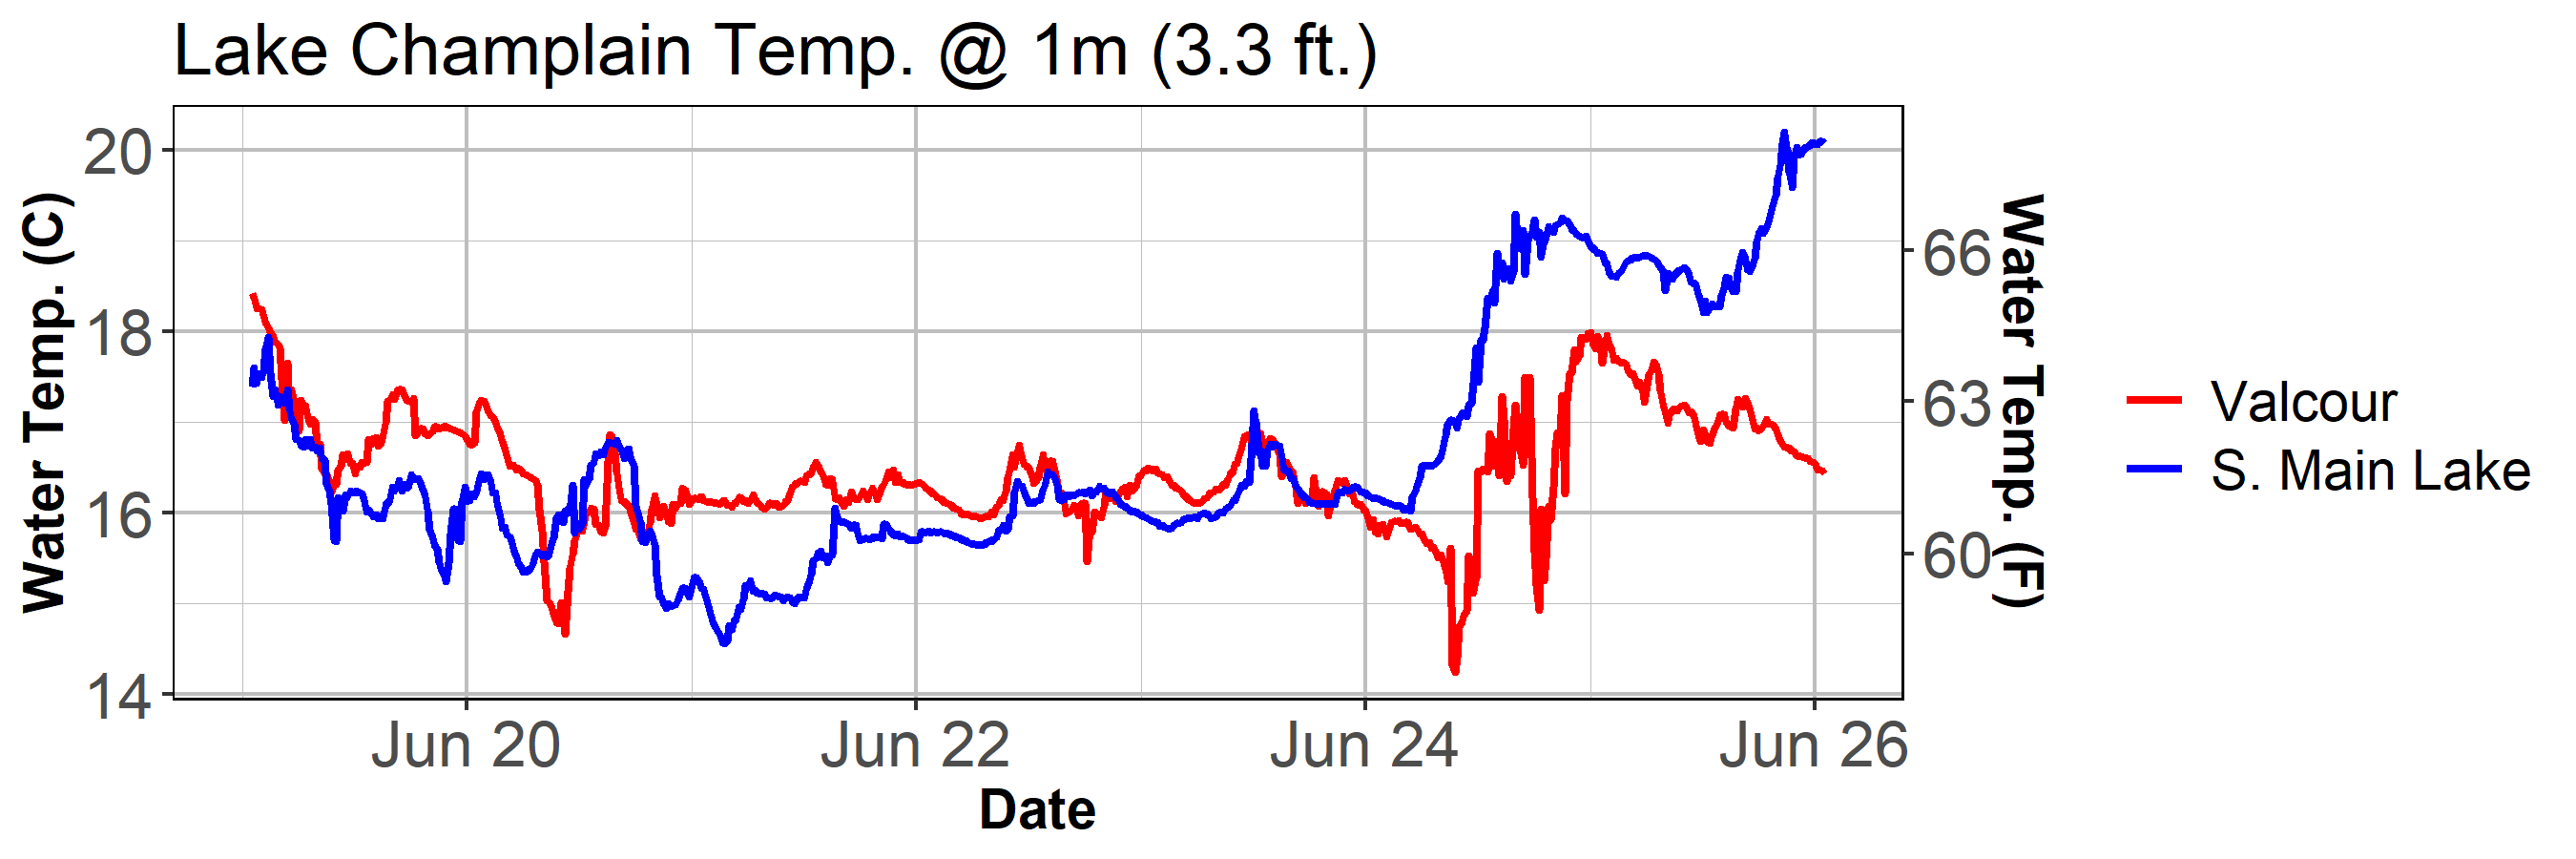 Lake Champlain Temp. @ 1m (3.3 ft.)
Water Temp. (C)
20
18
16
14
Jun 20
Jun 22
Jun 24
Jun 26
Date
66
63
60
Water Temp. (F)
Valcour
S. Main Lake